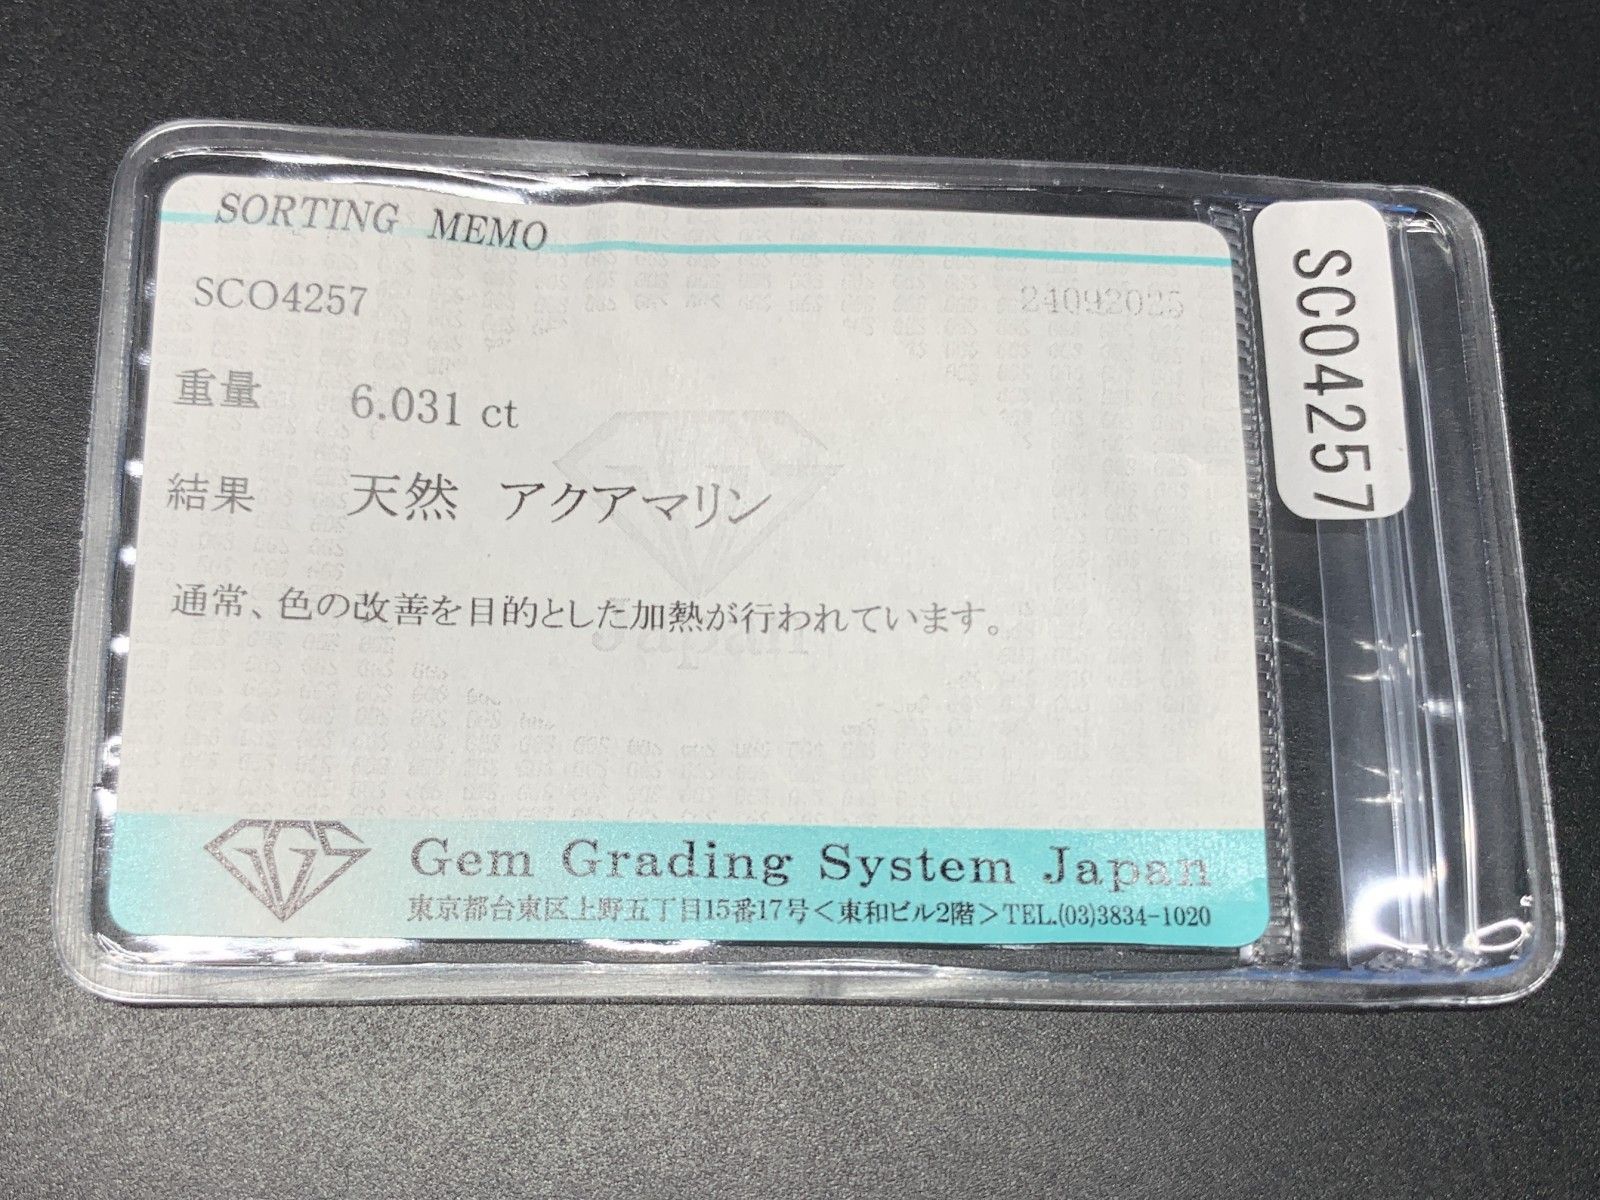 SORTING MEMO
SCO4257
24092025
重量 6.031 ct
結果 天然 アクアマリン
通常、色の改善を目的とした加熱が行われています。
Japan
GGS
Gem Grading System Japan
東京都台東区上野五丁目15番17号＜東和ビル2階＞TEL.(03)3834-1020
SCO4257